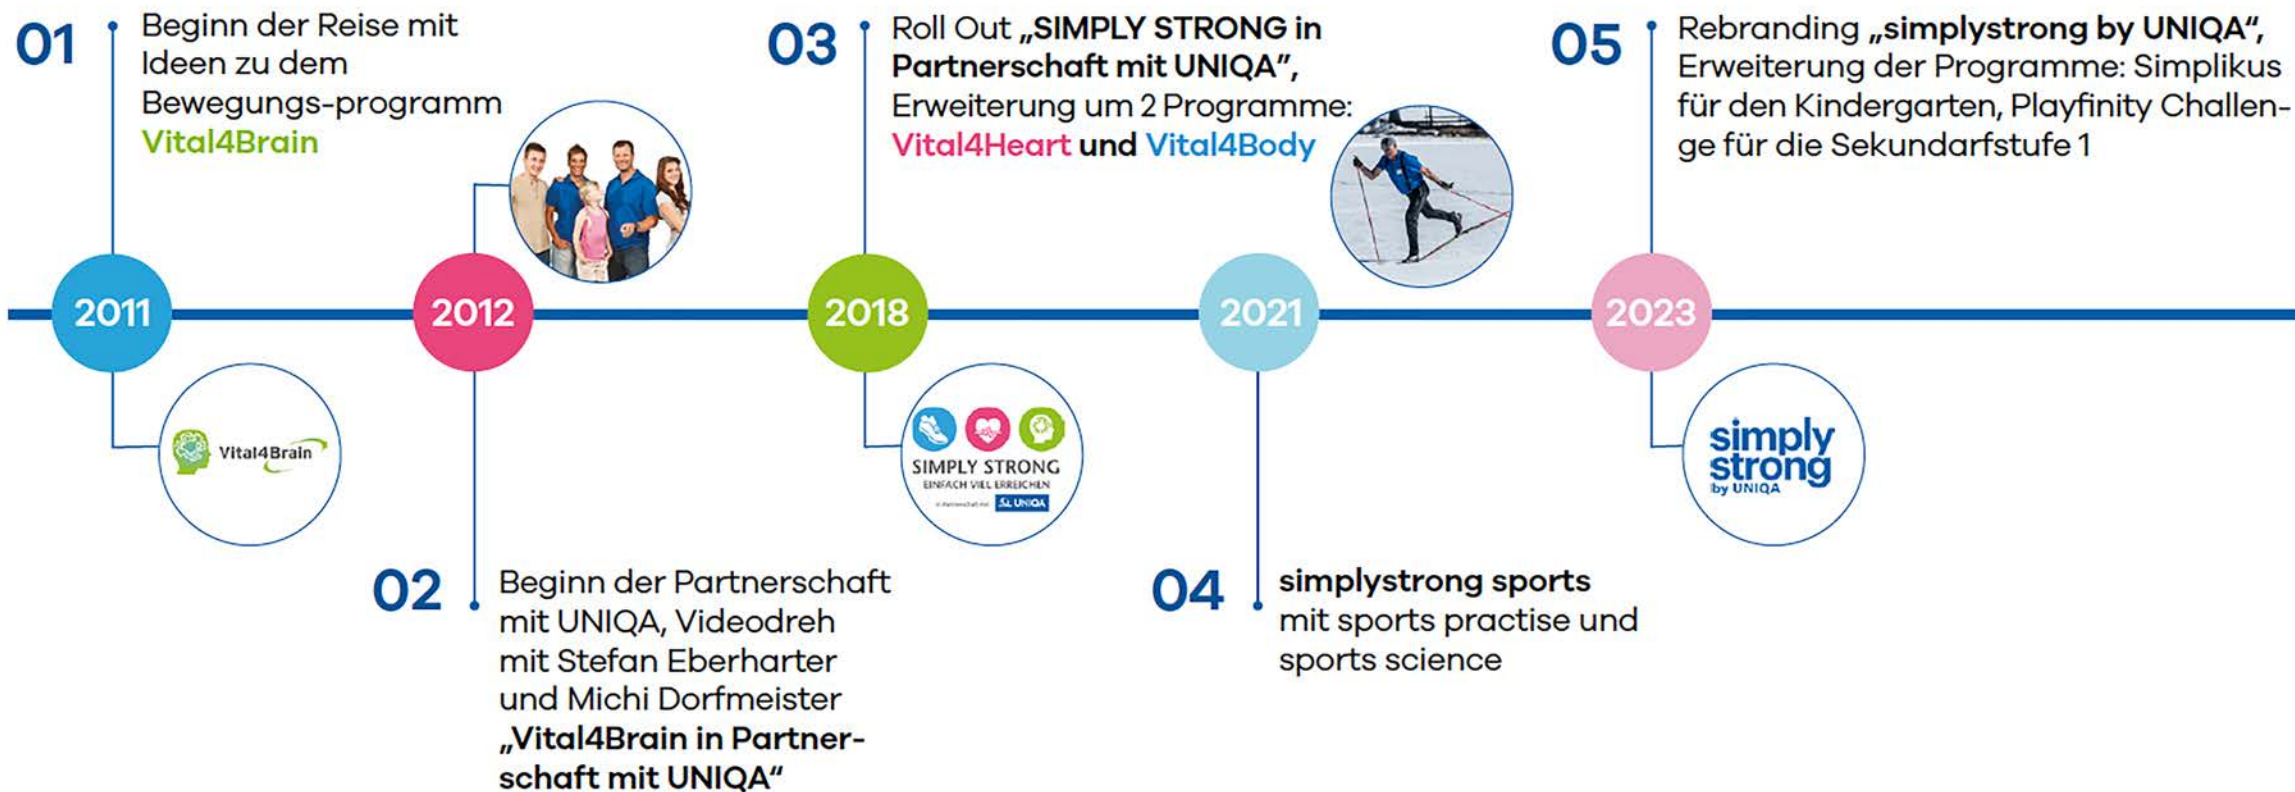 01
Beginn der Reise mit
Ideen zu dem
Bewegungs-programm
Vital4Brain
03
Roll Out „SIMPLY STRONG in
Partnerschaft mit UNIQA”,
Erweiterung um 2 Programme:
Vital4Heart und Vital4Body
05
Rebranding „simplystrong by UNIQA“,
Erweiterung der Programme: Simplikus
für den Kindergarten, Playfinity Challen-
ge für die Sekundarfstufe 1
2011
2012
2018
2021
2023
Vital4Brain
SIMPLY STRONG
EINFACH VIEL ERREICHEN
in Partnerschaft mit UNIQA
simply
strong
by UNIQA
02
Beginn der Partnerschaft
mit UNIQA, Videodreh
mit Stefan Eberharter
und Michi Dorfmeister
„Vital4Brain in Partner-
schaft mit UNIQA“
04
simplystrong sports
mit sports practise und
sports science